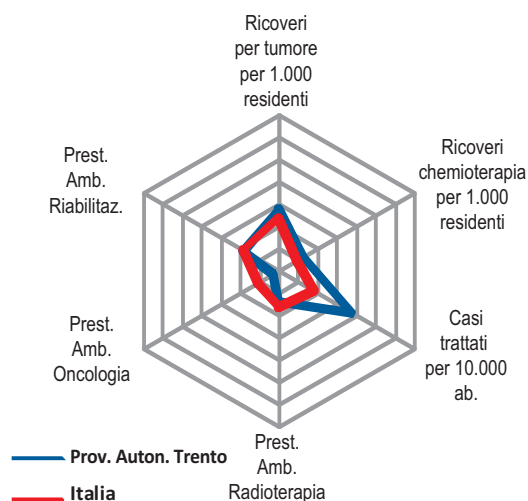 Ricoveri
per tumore
per 1.000
residenti
Ricoveri
chemioterapia
per 1.000
residenti
Casi
trattati
per 10.000
ab.
Prest.
Amb.
Radioterapia
Prest.
Amb.
Oncologia
Prest.
Amb.
Riabilitaz.
Prov. Auton. Trento
Italia